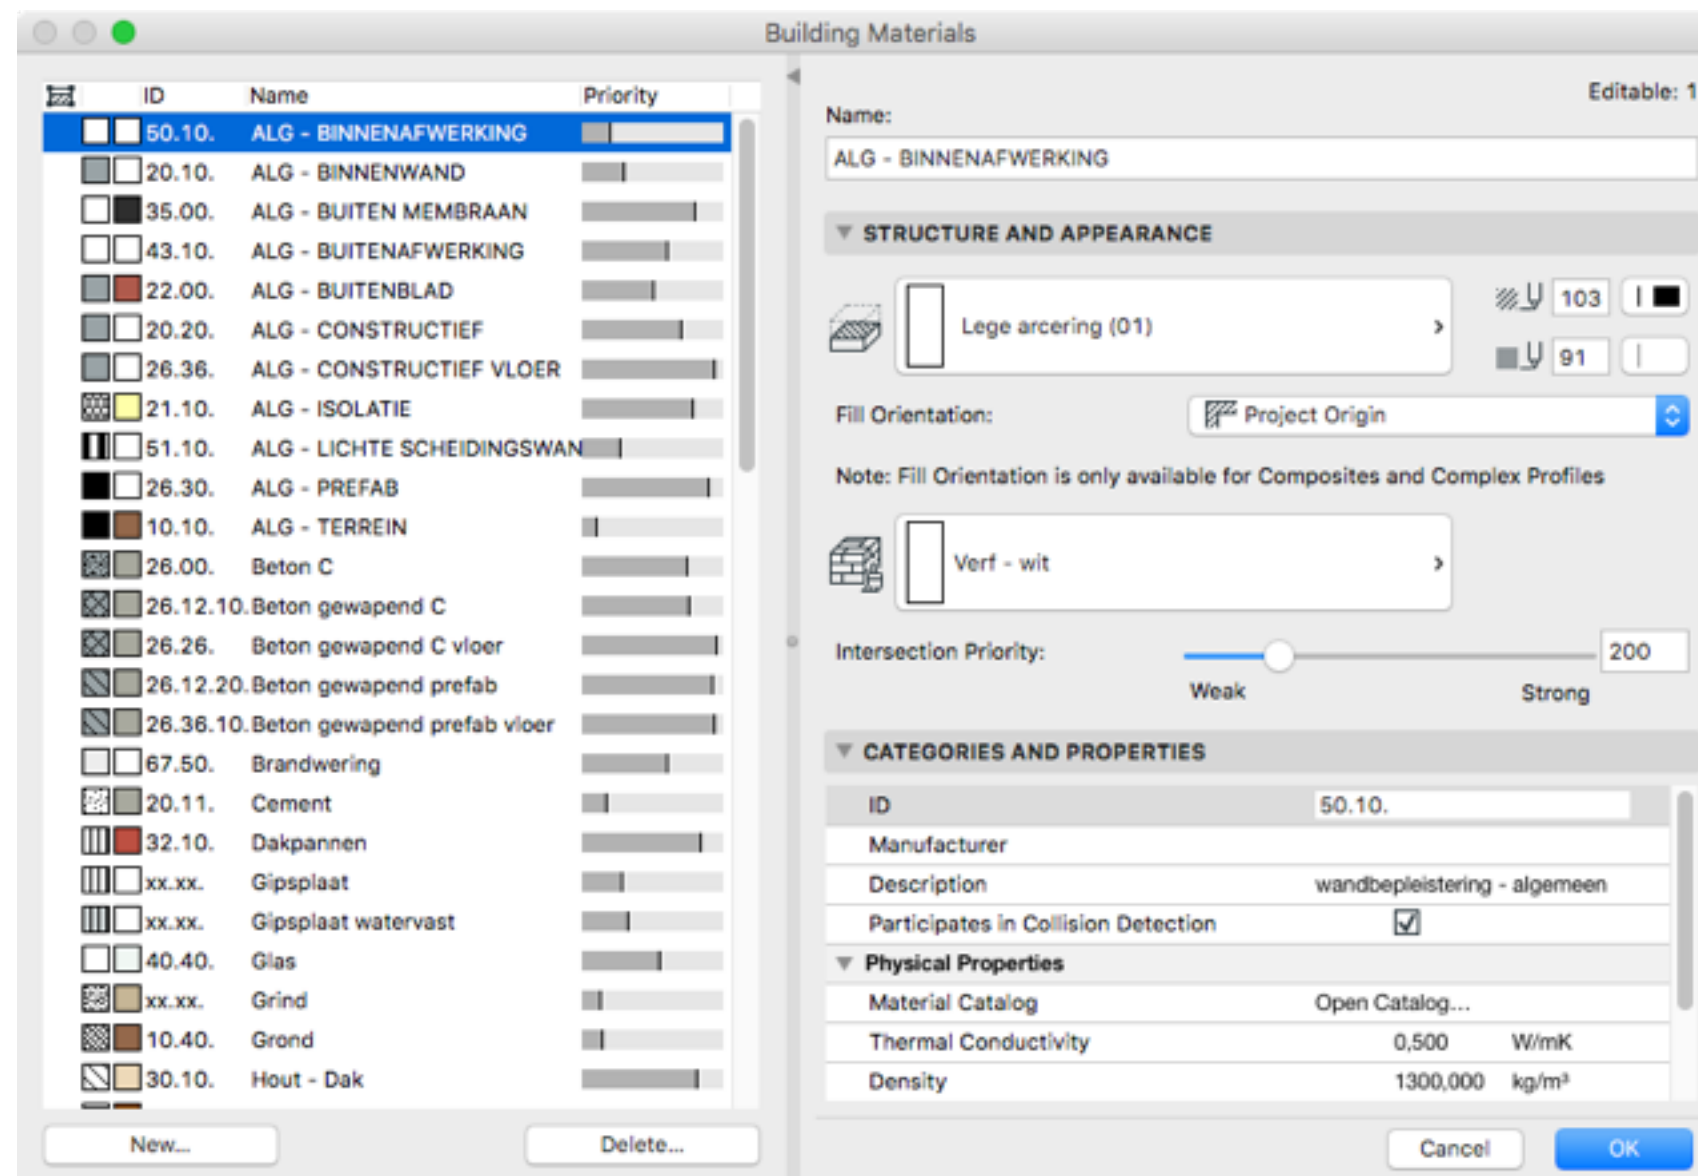 Building Materials
ID Name Priority
50.10. ALG - BINNENAFWERKING
20.10. ALG - BINNENWAND
35.00. ALG - BUITEN MEMBRAAN
43.10. ALG - BUITENAFWERKING
22.00. ALG - BUITENBLAD
20.20. ALG - CONSTRUCTIEF
26.36. ALG - CONSTRUCTIEF VLOER
21.10. ALG - ISOLATIE
51.10. ALG - LICHTE SCHEIDINGSWAN
26.30. ALG - PREFAB
10.10. ALG - TERREIN
26.00. Beton C
26.12.10. Beton gewapend C
26.26. Beton gewapend C vloer
26.12.20. Beton gewapend prefab
26.36.10. Beton gewapend prefab vloer
67.50. Brandwering
20.11. Cement
32.10. Dakpannen
xx.xx. Gipsplaat
xx.xx. Gipsplaat watervast
40.40. Glas
xx.xx. Grind
10.40. Grond
30.10. Hout - Dak
New...
Delete...
Editable: 1
Name:
ALG - BINNENAFWERKING
STRUCTURE AND APPEARANCE
Lege arcering (01)
103
91
Fill Orientation: Project Origin
Note: Fill Orientation is only available for Composites and Complex Profiles
Verf - wit
Intersection Priority: 200
Weak Strong
CATEGORIES AND PROPERTIES
ID 50.10.
Manufacturer
Description wandbepleistering - algemeen
Participates in Collision Detection
Physical Properties
Material Catalog Open Catalog...
Thermal Conductivity 0,500 W/mK
Density 1300,000 kg/m³
Cancel OK